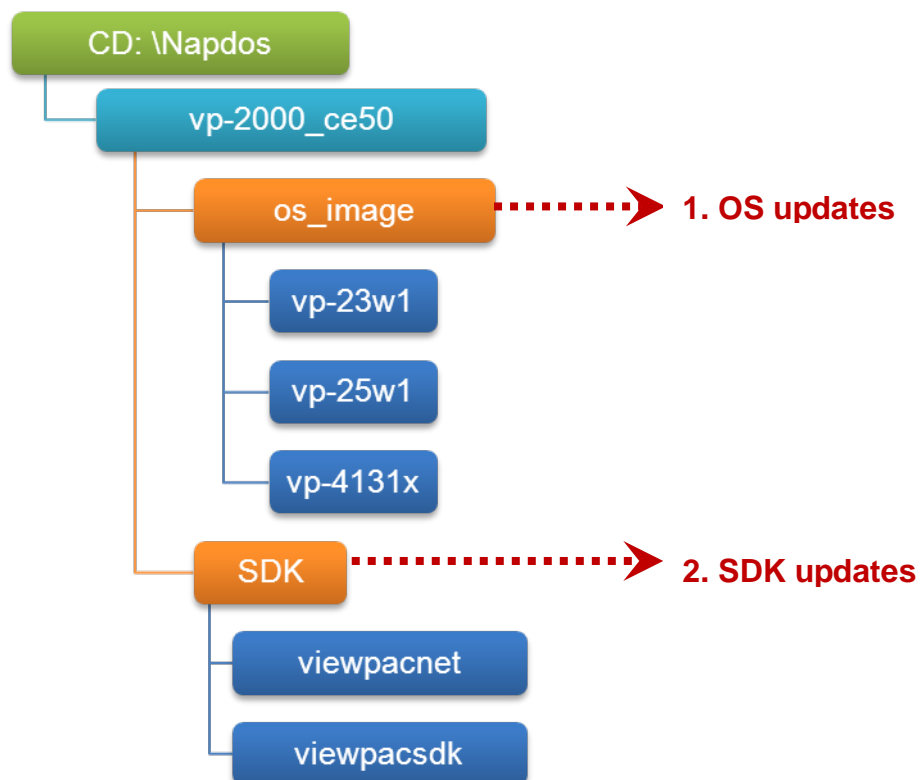 CD: \Napdos
vp-2000_ce50
os_image
1. OS updates
vp-23w1
vp-25w1
vp-4131x
SDK
2. SDK updates
viewpacnet
viewpacsdk